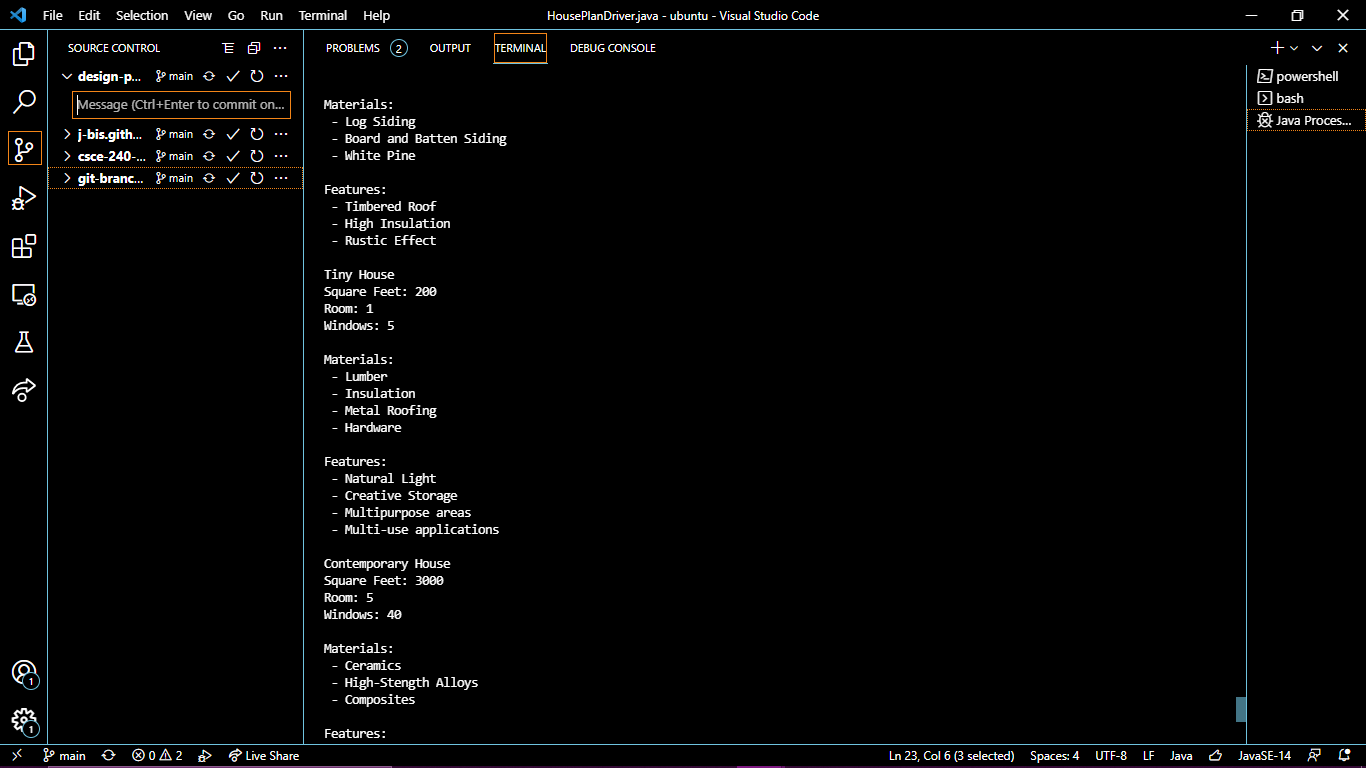 File Edit Selection View Go Run Terminal Help HousePlanDriver.java - ubuntu - Visual Studio Code
SOURCE CONTROL
design-p... main
Message (Ctrl+Enter to commit on...
j-bis.gith... main
csce-240-... main
git-branc... main
PROBLEMS 2 OUTPUT TERMINAL DEBUG CONSOLE
Materials:
- Log Siding
- Board and Batten Siding
- White Pine
Features:
- Timbered Roof
- High Insulation
- Rustic Effect
Tiny House
Square Feet: 200
Room: 1
Windows: 5
Materials:
- Lumber
- Insulation
- Metal Roofing
- Hardware
Features:
- Natural Light
- Creative Storage
- Multipurpose areas
- Multi-use applications
Contemporary House
Square Feet: 3000
Room: 5
Windows: 40
Materials:
- Ceramics
- High-Stength Alloys
- Composites
Features:
powershell
bash
Java Proces...
1
1
main 0 2 Live Share Ln 23, Col 6 (3 selected) Spaces: 4 UTF-8 LF Java JavaSE-14